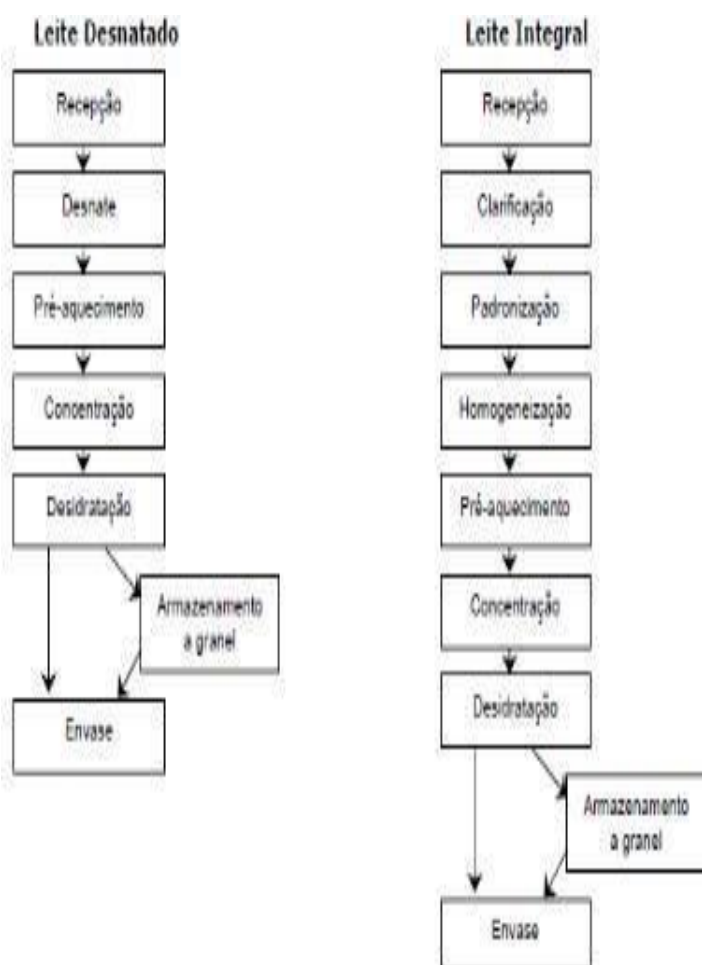 Leite Desnatado
Recepção
Desnate
Pré-aquecimento
Concentração
Desidratação
Armazenamento
a granel
Envase
Leite Integral
Recepção
Clarificação
Padronização
Homogeneização
Pré-aquecimento
Concentração
Desidratação
Armazenamento
a granel
Envase